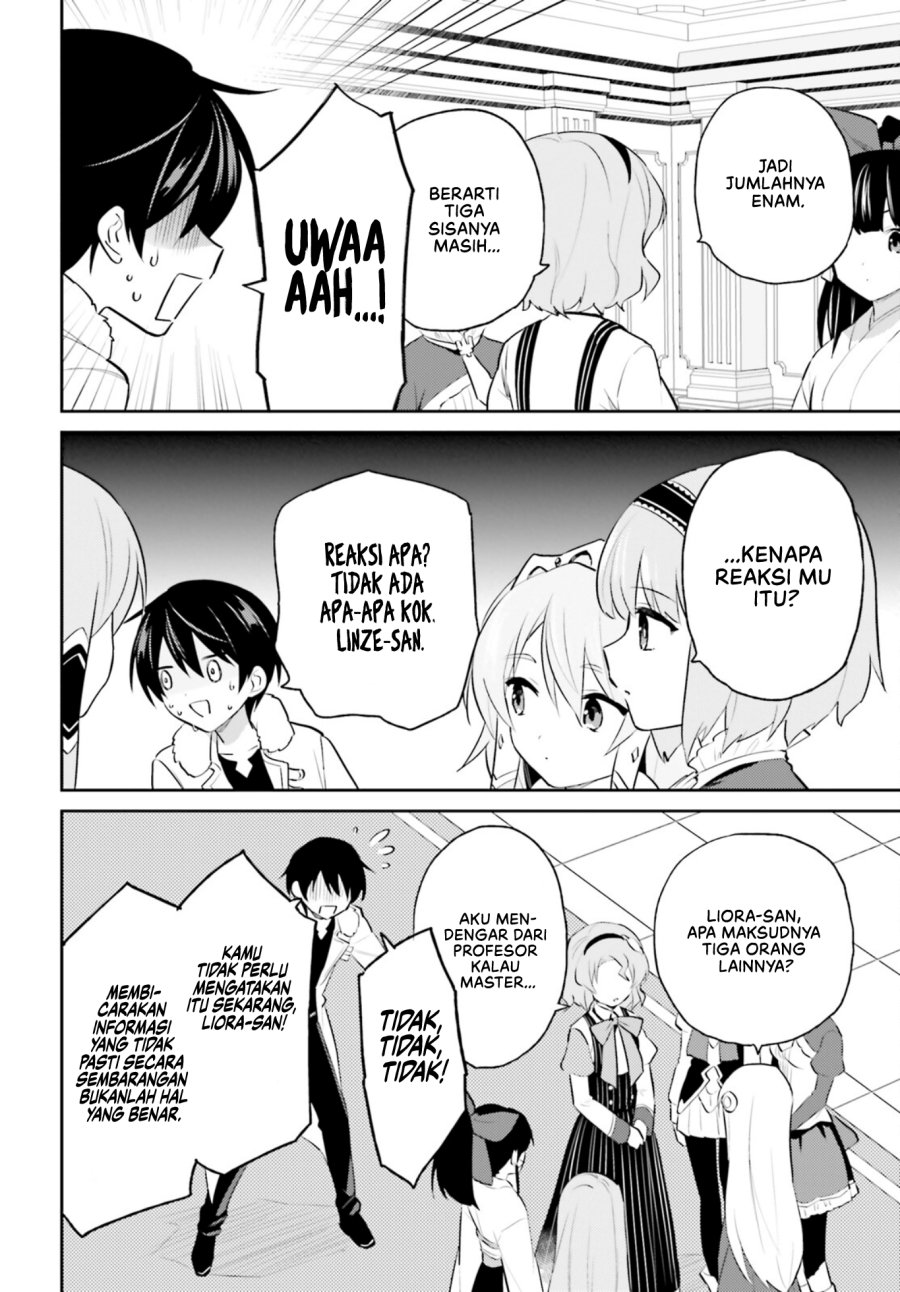 JADI
JUMLAHNYA
ENAM.
BERARTI
TIGA
SISANYA
MASIH...
UWAA
AAH...!
...KENAPA
REAKSI MU
ITU?
REAKSI APA?
TIDAK ADA
APA-APA KOK.
LINZE-SAN.
LIORA-SAN,
APA MAKSUDNYA
TIGA ORANG
LAINNYA?
AKU MEN-
DENGAR DARI
PROFESOR
KALAU
MASTER...
TIDAK,
TIDAK,
TIDAK!
KAMU
TIDAK PERLU
MENGATAKAN
ITU SEKARANG,
LIORA-SAN!
MEMBI-
CARAKAN
INFORMASI
YANG TIDAK
PASTI SECARA
SEMBARANGAN
BUKANLAH HAL
YANG BENAR.